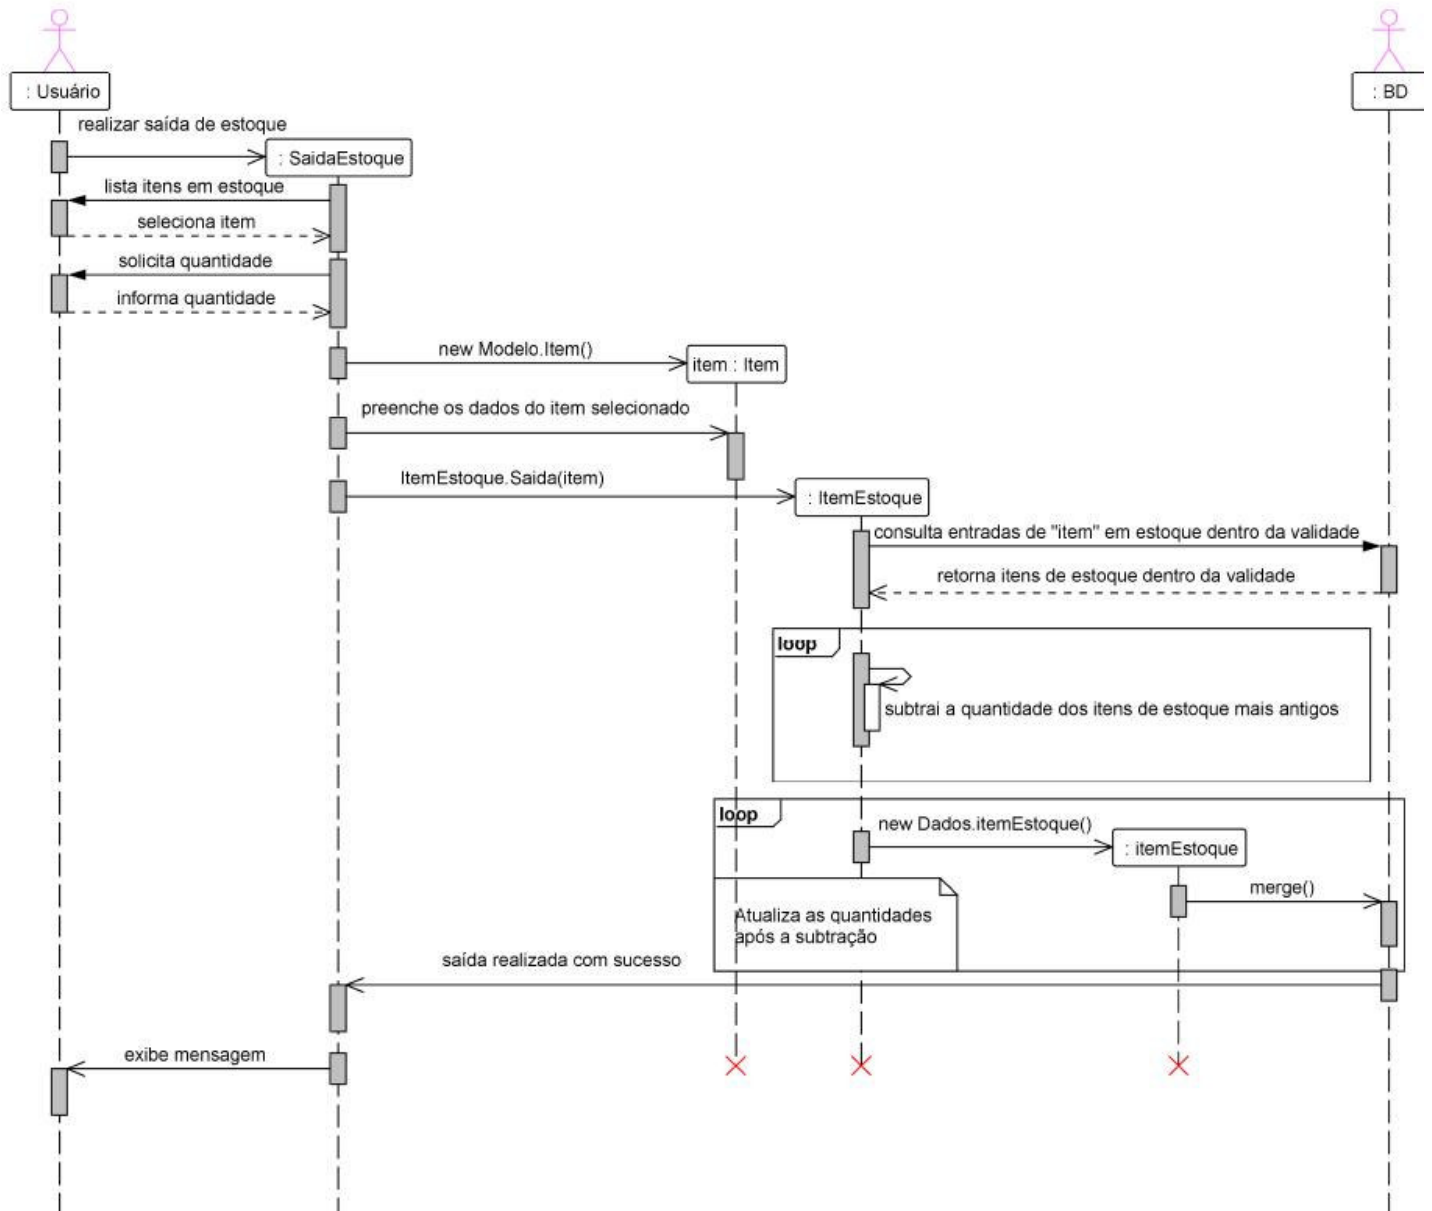 : Usuário
: BD
realizar saída de estoque
: SaidaEstoque
lista itens em estoque
seleciona item
solicita quantidade
informa quantidade
new Modelo.Item()
item : Item
preenche os dados do item selecionado
ItemEstoque.Saida(item)
: ItemEstoque
consulta entradas de "item" em estoque dentro da validade
retorna itens de estoque dentro da validade
loop
subtrai a quantidade dos itens de estoque mais antigos
loop
new Dados.itemEstoque()
: itemEstoque
merge()
Atualiza as quantidades
após a subtração
saída realizada com sucesso
exibe mensagem